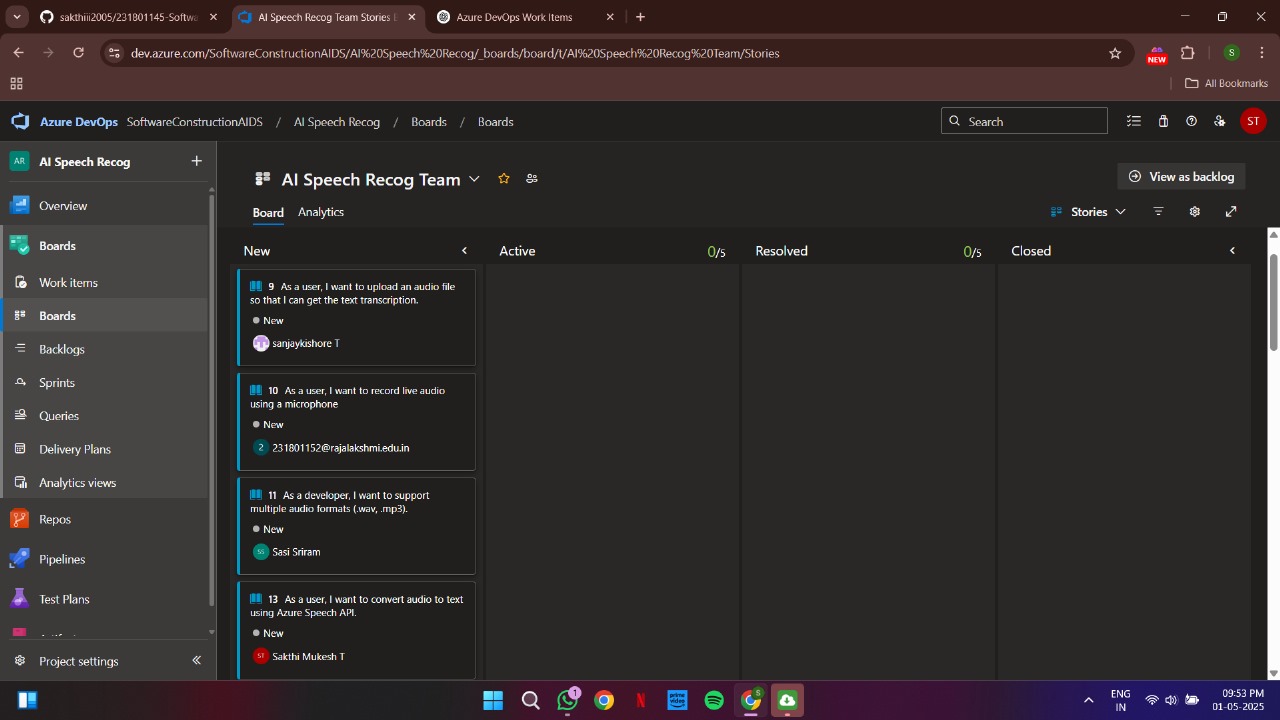 sakthiii2005/231801145-Softwa
AI Speech Recog Team Stories B
Azure DevOps Work Items
dev.azure.com/SoftwareConstructionAIDS/AI%20Speech%20Recog/_boards/board/t/AI%20Speech%20Recog%20Team/Stories
NEW
S
All Bookmarks
Azure DevOps SoftwareConstructionAIDS / AI Speech Recog / Boards / Boards
Search
ST
AR AI Speech Recog
Overview
Boards
Work items
Boards
Backlogs
Sprints
Queries
Delivery Plans
Analytics views
Repos
Pipelines
Test Plans
Project settings
AI Speech Recog Team
View as backlog
Board Analytics
Stories
New
Active 0/5
Resolved 0/5
Closed
9 As a user, I want to upload an audio file
so that I can get the text transcription.
New
sanjaykishore T
10 As a user, I want to record live audio
using a microphone
New
2 231801152@rajalakshmi.edu.in
11 As a developer, I want to support
multiple audio formats (.wav, .mp3).
New
SS Sasi Sriram
13 As a user, I want to convert audio to text
using Azure Speech API.
New
ST Sakthi Mukesh T
1
prime video
S
ENG
IN
09:53 PM
01-05-2025